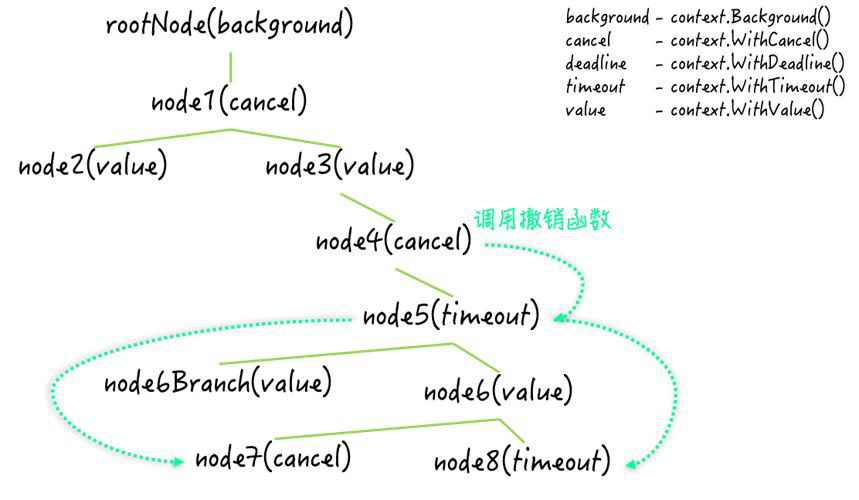 rootNode(background)
background - context.Background()
cancel - context.WithCancel()
deadline - context.WithDeadline()
timeout - context.WithTimeout()
value - context.WithValue()
node1(cancel)
node2(value) node3(value)
调用撤销函数
node4(cancel)
node5(timeout)
node6Branch(value) node6(value)
node7(cancel) node8(timeout)